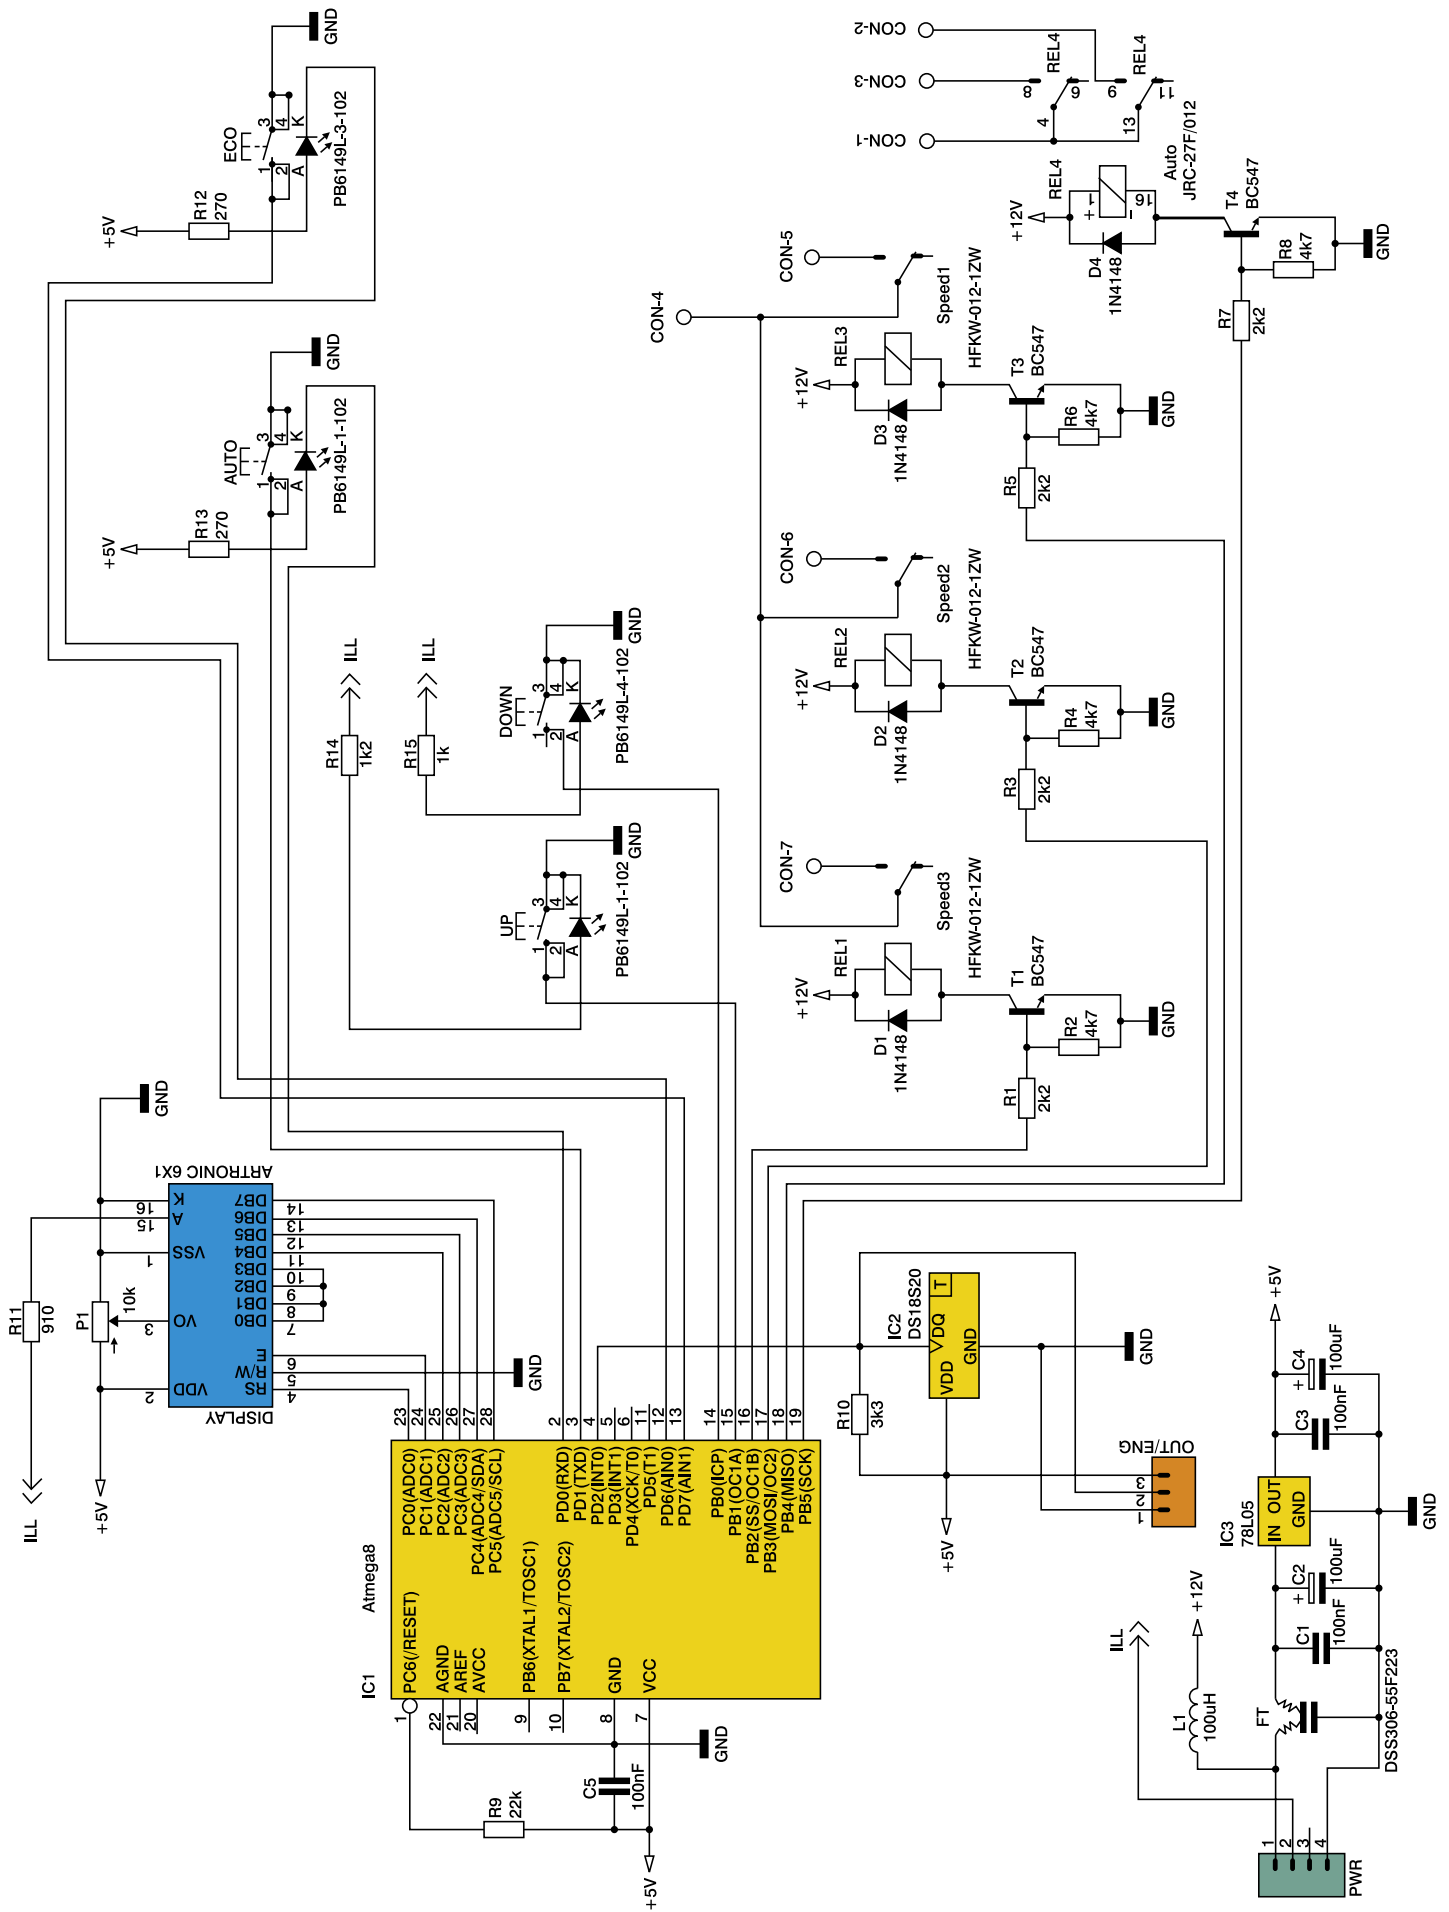 ECO
1
2
3
4
A
K
PB6149L-3-102
GND
+5V
R12
270
AUTO
1
2
3
4
A
K
PB6149L-1-102
GND
+5V
R13
270
ILL
R14
1k2
ILL
R15
1k
DOWN
1
2
3
4
A
K
PB6149L-4-102
GND
UP
1
2
3
4
A
K
PB6149L-1-102
GND
CON-2
CON-3
CON-1
REL4
8
6
4
REL4
9
11
13
REL4
+12V
1
+
-
16
D4
1N4148
Auto
JRC-27F/012
T4
BC547
R8
4k7
GND
R7
2k2
CON-4
CON-5
Speed1
HFKW-012-1ZW
REL3
+12V
D3
1N4148
T3
BC547
R6
4k7
GND
R5
2k2
CON-6
Speed2
HFKW-012-1ZW
REL2
+12V
D2
1N4148
T2
BC547
R4
4k7
GND
R3
2k2
CON-7
Speed3
HFKW-012-1ZW
REL1
+12V
D1
1N4148
T1
BC547
R2
4k7
GND
R1
2k2
GND
ARTRONIC 6X1
DISPLAY
K
A
VSS
VO
VDD
16
15
1
3
2
DB7
DB6
DB5
DB4
DB3
DB2
DB1
DB0
E
R/W
RS
14
13
12
11
10
9
8
7
6
5
4
R11
910
P1
10k
ILL
+5V
GND
IC1
Atmega8
23
24
25
26
27
28
2
3
4
5
6
11
12
13
14
15
16
17
18
19
PC0(ADC0)
PC1(ADC1)
PC2(ADC2)
PC3(ADC3)
PC4(ADC4/SDA)
PC5(ADC5/SCL)
PD0(RXD)
PD1(TXD)
PD2(INT0)
PD3(INT1)
PD4(XCK/T0)
PD5(T1)
PD6(AIN0)
PD7(AIN1)
PB0(ICP)
PB1(OC1A)
PB2(SS/OC1B)
PB3(MOSI/OC2)
PB4(MISO)
PB5(SCK)
PC6(/RESET)
AGND
AREF
AVCC
PB6(XTAL1/TOSC1)
PB7(XTAL2/TOSC2)
GND
VCC
1
22
21
20
9
10
8
7
GND
C5
100nF
R9
22k
+5V
IC2
DS18S20
T
DQ
GND
VDD
GND
R10
3k3
+5V
OUT/ENG
3
2
1
+5V
C4
+
100uF
C3
100nF
IC3
78L05
IN
OUT
GND
GND
C2
+
100uF
C1
100nF
+12V
ILL
L1
100uH
FT
DSS306-55F223
1
2
3
4
PWR